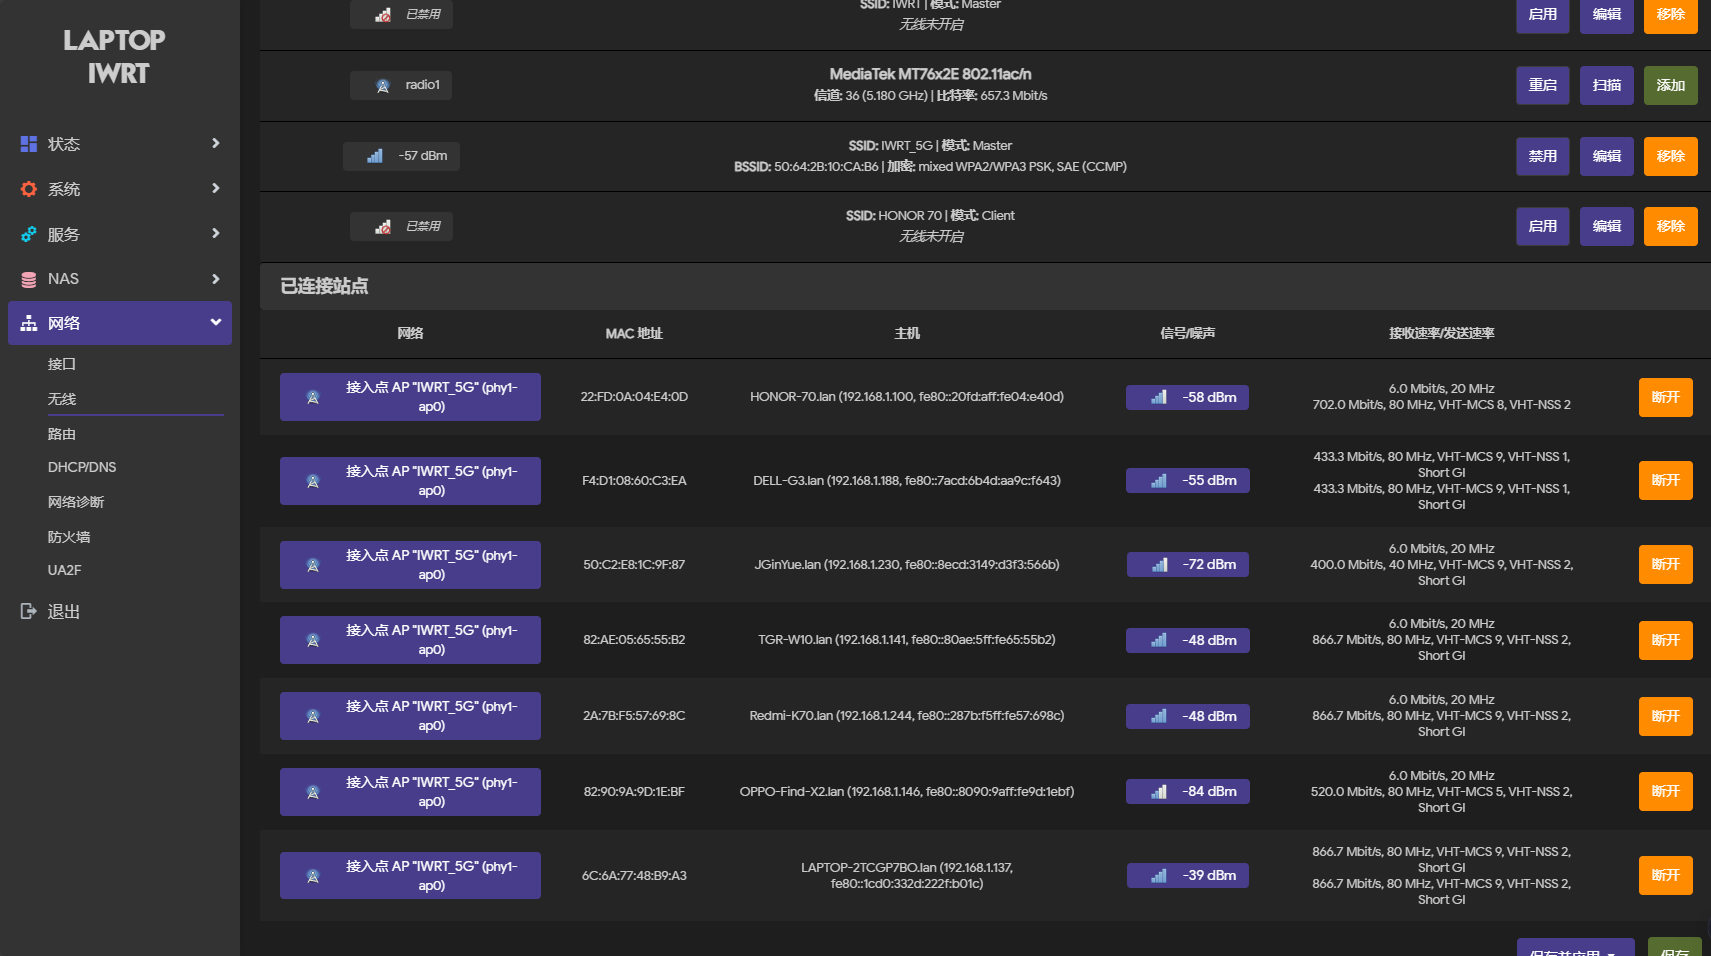 LAPTOP
IWRT
状态
系统
服务
NAS
网络
接口
无线
路由
DHCP/DNS
网络诊断
防火墙
UA2F
退出
已禁用
SSID: IWRT | 模式: Master
无线未开启
启用
编辑
移除
radio1
MediaTek MT76x2E 802.11ac/n
信道: 36 (5.180 GHz) | 比特率: 657.3 Mbit/s
重启
扫描
添加
-57 dBm
SSID: IWRT_5G | 模式: Master
BSSID: 50:64:2B:10:CA:B6 | 加密: mixed WPA2/WPA3 PSK, SAE (CCMP)
禁用
编辑
移除
已禁用
SSID: HONOR 70 | 模式: Client
无线未开启
启用
编辑
移除
已连接站点
网络
MAC 地址
主机
信号/噪声
接收速率/发送速率
接入点 AP "IWRT_5G" (phy1-
ap0)
22:FD:0A:04:E4:0D
HONOR-70.lan (192.168.1.100, fe80::20fd:aff:fe04:e40d)
-58 dBm
6.0 Mbit/s, 20 MHz
702.0 Mbit/s, 80 MHz, VHT-MCS 8, VHT-NSS 2
断开
接入点 AP "IWRT_5G" (phy1-
ap0)
F4:D1:08:60:C3:EA
DELL-G3.lan (192.168.1.188, fe80::7acd:6b4d:aa9c:f643)
-55 dBm
433.3 Mbit/s, 80 MHz, VHT-MCS 9, VHT-NSS 1,
Short GI
433.3 Mbit/s, 80 MHz, VHT-MCS 9, VHT-NSS 1,
Short GI
断开
接入点 AP "IWRT_5G" (phy1-
ap0)
50:C2:E8:1C:9F:87
JGinYue.lan (192.168.1.230, fe80::8ecd:3149:d3f3:566b)
-72 dBm
6.0 Mbit/s, 20 MHz
400.0 Mbit/s, 40 MHz, VHT-MCS 9, VHT-NSS 2,
Short GI
断开
接入点 AP "IWRT_5G" (phy1-
ap0)
82:AE:05:65:55:B2
TGR-W10.lan (192.168.1.141, fe80::80ae:5ff:fe65:55b2)
-48 dBm
6.0 Mbit/s, 20 MHz
866.7 Mbit/s, 80 MHz, VHT-MCS 9, VHT-NSS 2,
Short GI
断开
接入点 AP "IWRT_5G" (phy1-
ap0)
2A:7B:F5:57:69:8C
Redmi-K70.lan (192.168.1.244, fe80::287b:f5ff:fe57:698c)
-48 dBm
6.0 Mbit/s, 20 MHz
866.7 Mbit/s, 80 MHz, VHT-MCS 9, VHT-NSS 2,
Short GI
断开
接入点 AP "IWRT_5G" (phy1-
ap0)
82:90:9A:9D:1E:BF
OPPO-Find-X2.lan (192.168.1.146, fe80::8090:9aff:fe9d:1ebf)
-84 dBm
6.0 Mbit/s, 20 MHz
520.0 Mbit/s, 80 MHz, VHT-MCS 5, VHT-NSS 2,
Short GI
断开
接入点 AP "IWRT_5G" (phy1-
ap0)
6C:6A:77:48:B9:A3
LAPTOP-2TCGP7BO.lan (192.168.1.137,
fe80::1cd0:332d:222f:b01c)
-39 dBm
866.7 Mbit/s, 80 MHz, VHT-MCS 9, VHT-NSS 2,
Short GI
866.7 Mbit/s, 80 MHz, VHT-MCS 9, VHT-NSS 2,
Short GI
断开
保存并应用
保存